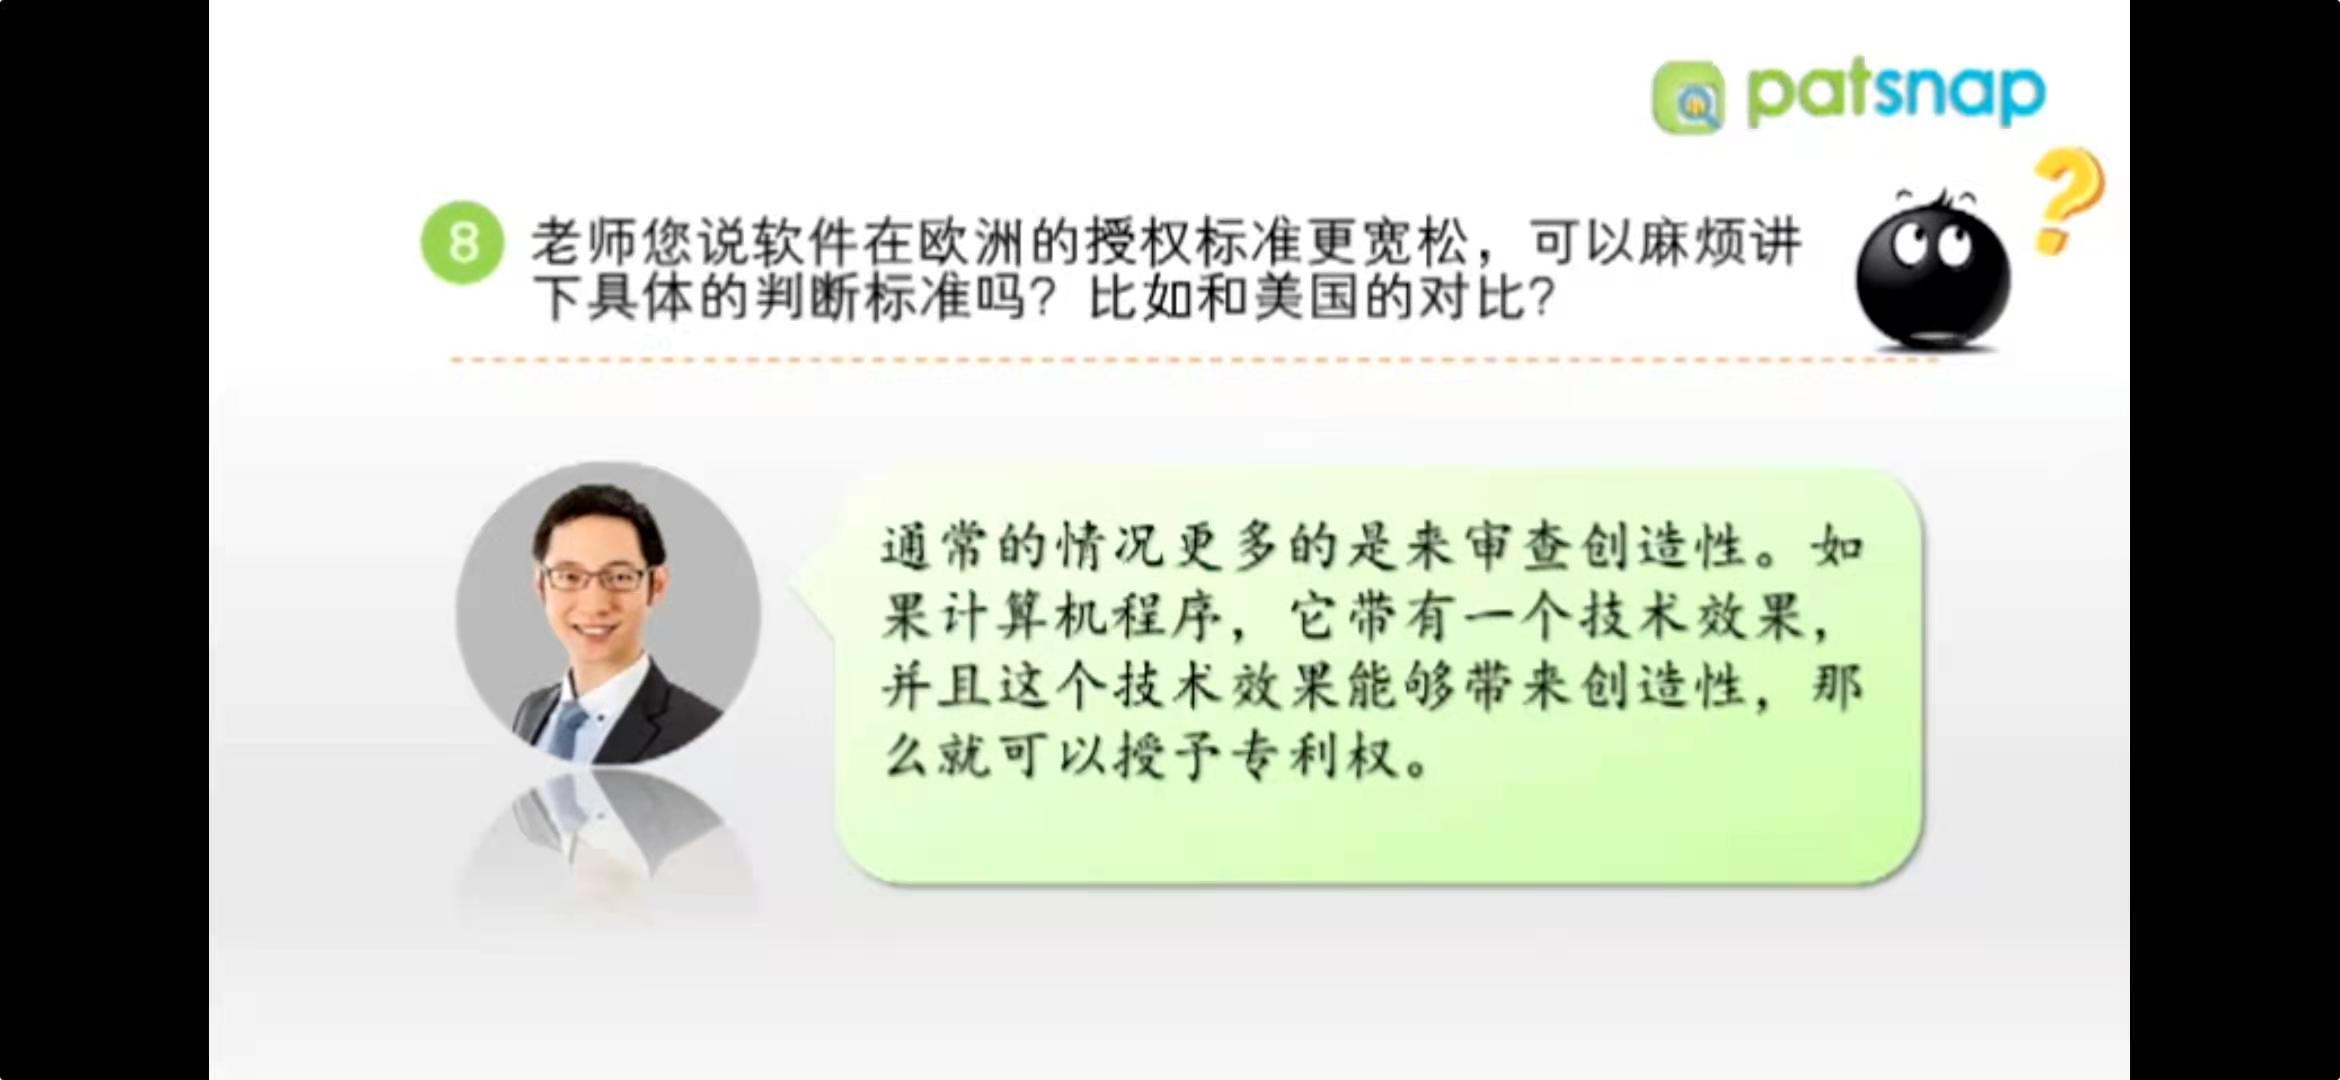 patsnap
8 老师您说软件在欧洲的授权标准更宽松，可以麻烦讲
下具体的判断标准吗？比如和美国的对比？
通常的情况更多的是来审查创造性。如
果计算机程序，它带有一个技术效果，
并且这个技术效果能够带来创造性，那
么就可以授予专利权。